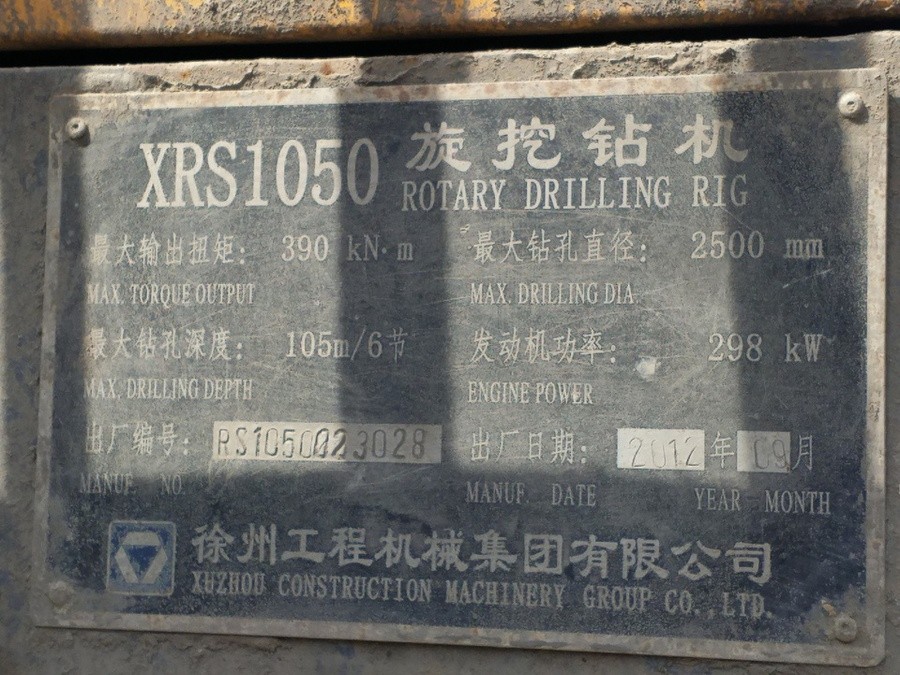 XRS1050 旋挖钻机
ROTARY DRILLING RIG
最大输出扭矩: 390 kN·m
MAX. TORQUE OUTPUT
最大钻孔直径: 2500 mm
MAX. DRILLING DIA.
最大钻孔深度: 105m/6节
MAX. DRILLING DEPTH
发动机功率: 298 kW
ENGINE POWER
出厂编号:
MANUF. NO.
出厂日期: 2012年09月
MANUF. DATE YEAR MONTH
徐州工程机械集团有限公司
XUZHOU CONSTRUCTION MACHINERY GROUP CO.,LTD.